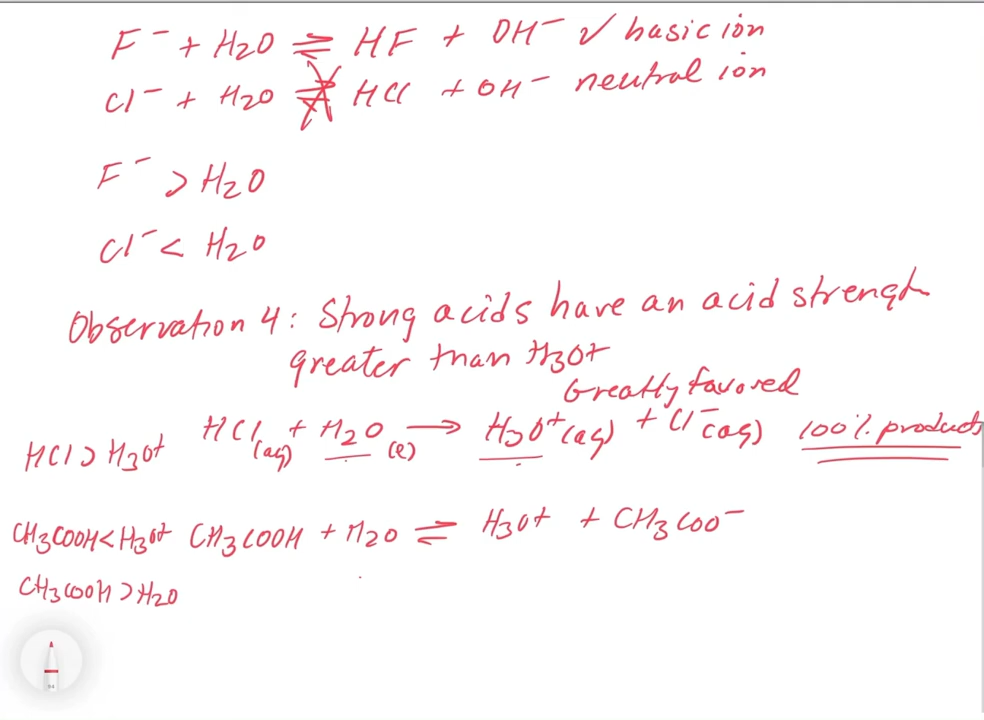 F⁻ + H₂O ⇌ HF + OH⁻ ✓ basic ion
Cl⁻ + H₂O ⇌ HCl + OH⁻ neutral ion
F⁻ > H₂O
Cl⁻ < H₂O
Observation 4: Strong acids have an acid strength
greater than H₃O+
Greatly favored
HCl > H₃O+ HCl(aq) + H₂O(l) → H₃O+(aq) + Cl⁻(aq) 100% products
CH₃COOH < H₃O+ CH₃COOH + H₂O ⇌ H₃O+ + CH₃COO⁻
CH₃COOH > H₂O